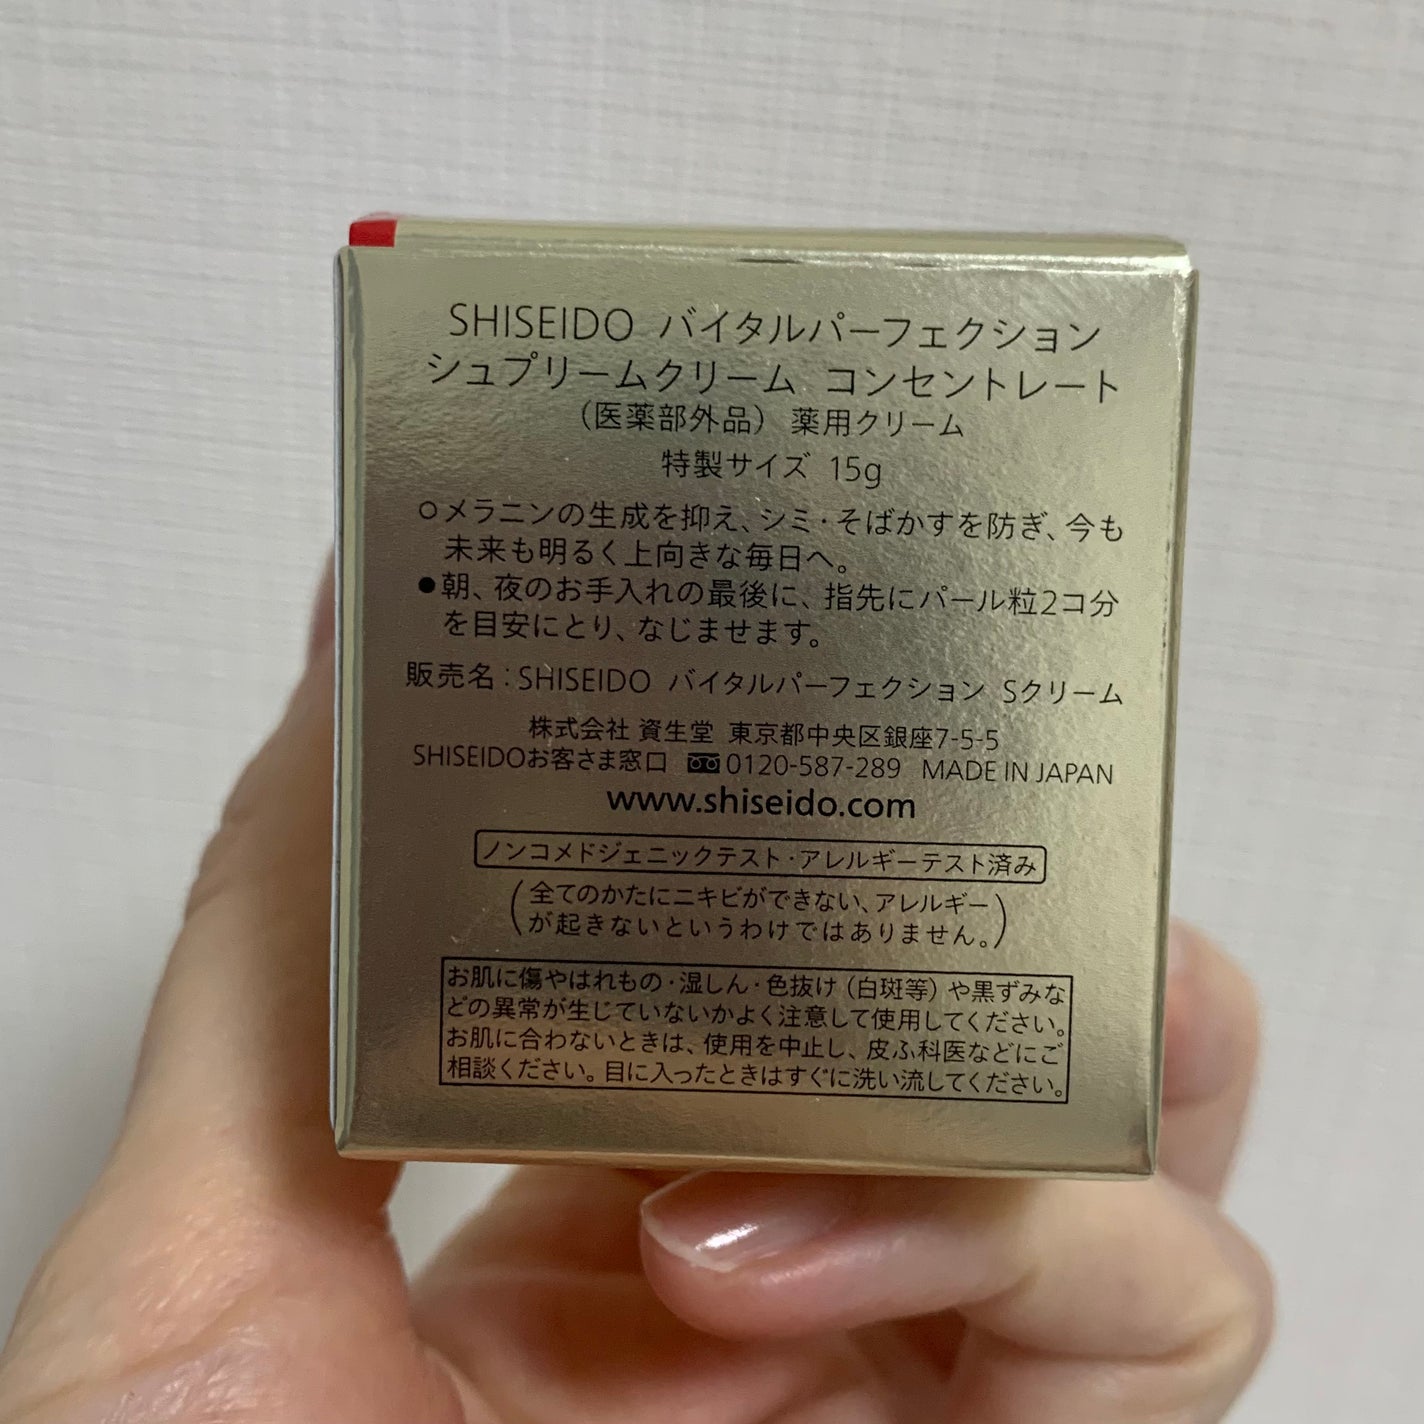 SHISEIDO バイタルパーフェクション
シュプリームクリーム コンセントレート
（医薬部外品） 薬用クリーム
特製サイズ 15g
○メラニンの生成を抑え、シミ・そばかすを防ぎ、今も
未来も明るく上向きな毎日へ。
●朝、夜のお手入れの最後に、指先にパール粒2コ分
を目安にとり、なじませます。
販売名：SHISEIDO バイタルパーフェクション Sクリーム
株式会社 資生堂 東京都中央区銀座7-5-5
SHISEIDOお客さま窓口 0120-587-289 MADE IN JAPAN
www.shiseido.com
ノンコメドジェニックテスト・アレルギーテスト済み
（全てのかたにニキビができない、アレルギー
が起きないというわけではありません。）
お肌に傷やはれもの・湿しん・色抜け（白斑等）や黒ずみな
どの異常が生じていないかよく注意して使用してください。
お肌に合わないときは、使用を中止し、皮ふ科医などにご
相談ください。目に入ったときはすぐに洗い流してください。